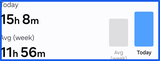 Today
15h 8m
Avg (week)
11h 56m
Avg
(week)
Today